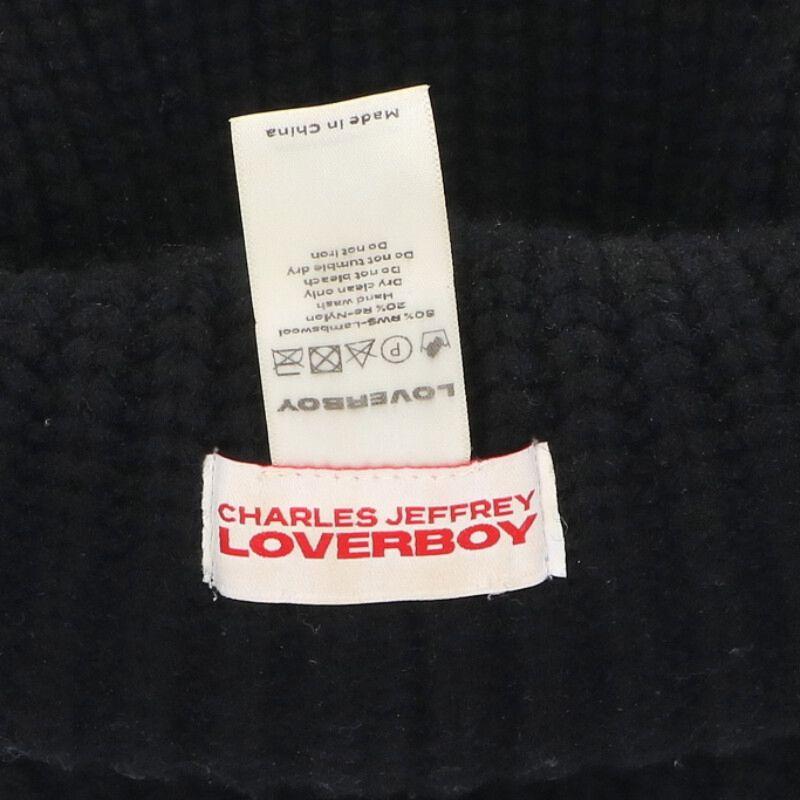 LOVERBOY
80% RWS-Lambswool
20% Re-Nylon
Hand wash
Dry clean only
Do not bleach
Do not tumble dry
Do not iron
Made in China
CHARLES JEFFREY
LOVERBOY